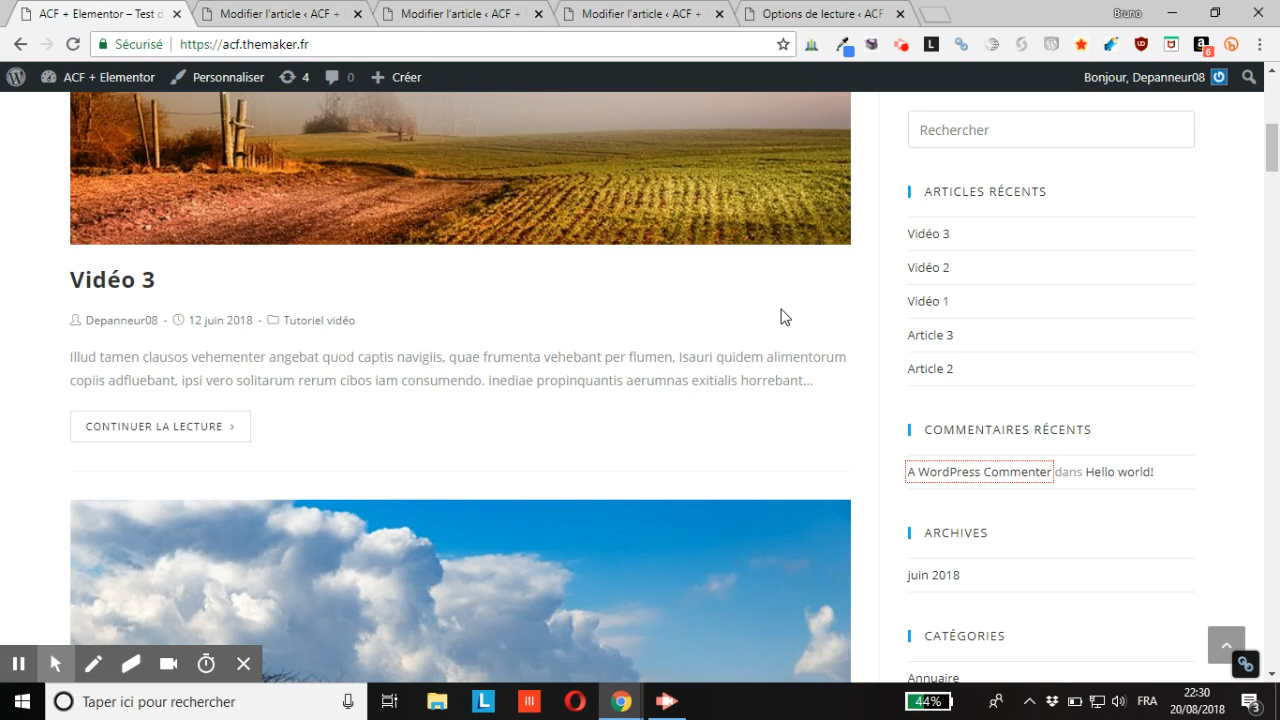 ACF + Elementor – Test d
Modifier l'article ‹ ACF +
Modifier l'article ‹ ACF +
Modifier l'article ‹ ACF +
Options de lecture ‹ ACF
Bruno
Sécurisé
https://acf.themaker.fr
6
ACF + Elementor
Personnaliser
4
0
Créer
Bonjour, Depanneur08
Rechercher
ARTICLES RÉCENTS
Vidéo 3
Vidéo 2
Vidéo 1
Article 3
Article 2
COMMENTAIRES RÉCENTS
A WordPress Commenter dans Hello world!
ARCHIVES
juin 2018
CATÉGORIES
Annuaire
Vidéo 3
Depanneur08 - 12 juin 2018 - Tutoriel vidéo
Illud tamen clausos vehementer angebat quod captis navigiis, quae frumenta vehebant per flumen, Isauri quidem alimentorum
copiis adfluebant, ipsi vero solitarum rerum cibos iam consumendo. inediae propinquantis aerumnas exitialis horrebant…
CONTINUER LA LECTURE ›
Taper ici pour rechercher
44%
FRA
22:30
20/08/2018
3